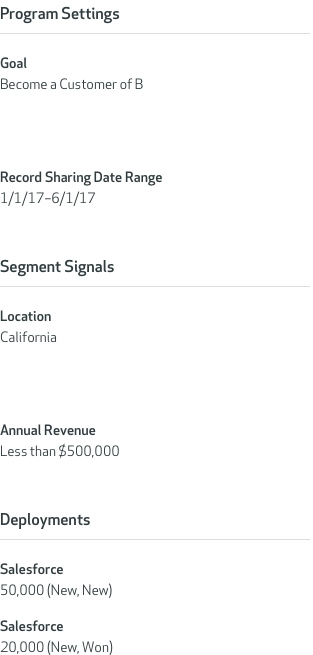 Program Settings
Goal
Become a Customer of B
Record Sharing Date Range
1/1/17–6/1/17
Segment Signals
Location
California
Annual Revenue
Less than $500,000
Deployments
Salesforce
50,000 (New, New)
Salesforce
20,000 (New, Won)